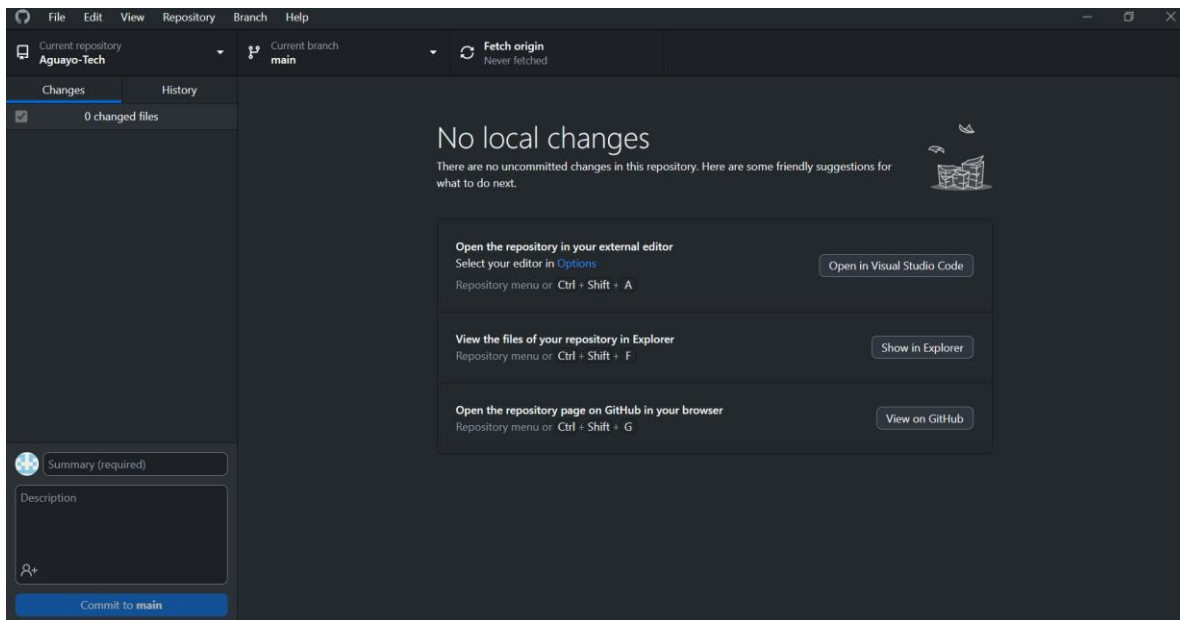 File Edit View Repository Branch Help
Current repository
Aguayo-Tech
Current branch
main
Fetch origin
Never fetched
Changes History
0 changed files
No local changes
There are no uncommitted changes in this repository. Here are some friendly suggestions for
what to do next.
Open the repository in your external editor
Select your editor in Options
Repository menu or Ctrl + Shift + A
Open in Visual Studio Code
View the files of your repository in Explorer
Repository menu or Ctrl + Shift + F
Show in Explorer
Open the repository page on GitHub in your browser
Repository menu or Ctrl + Shift + G
View on GitHub
Summary (required)
Description
Commit to main